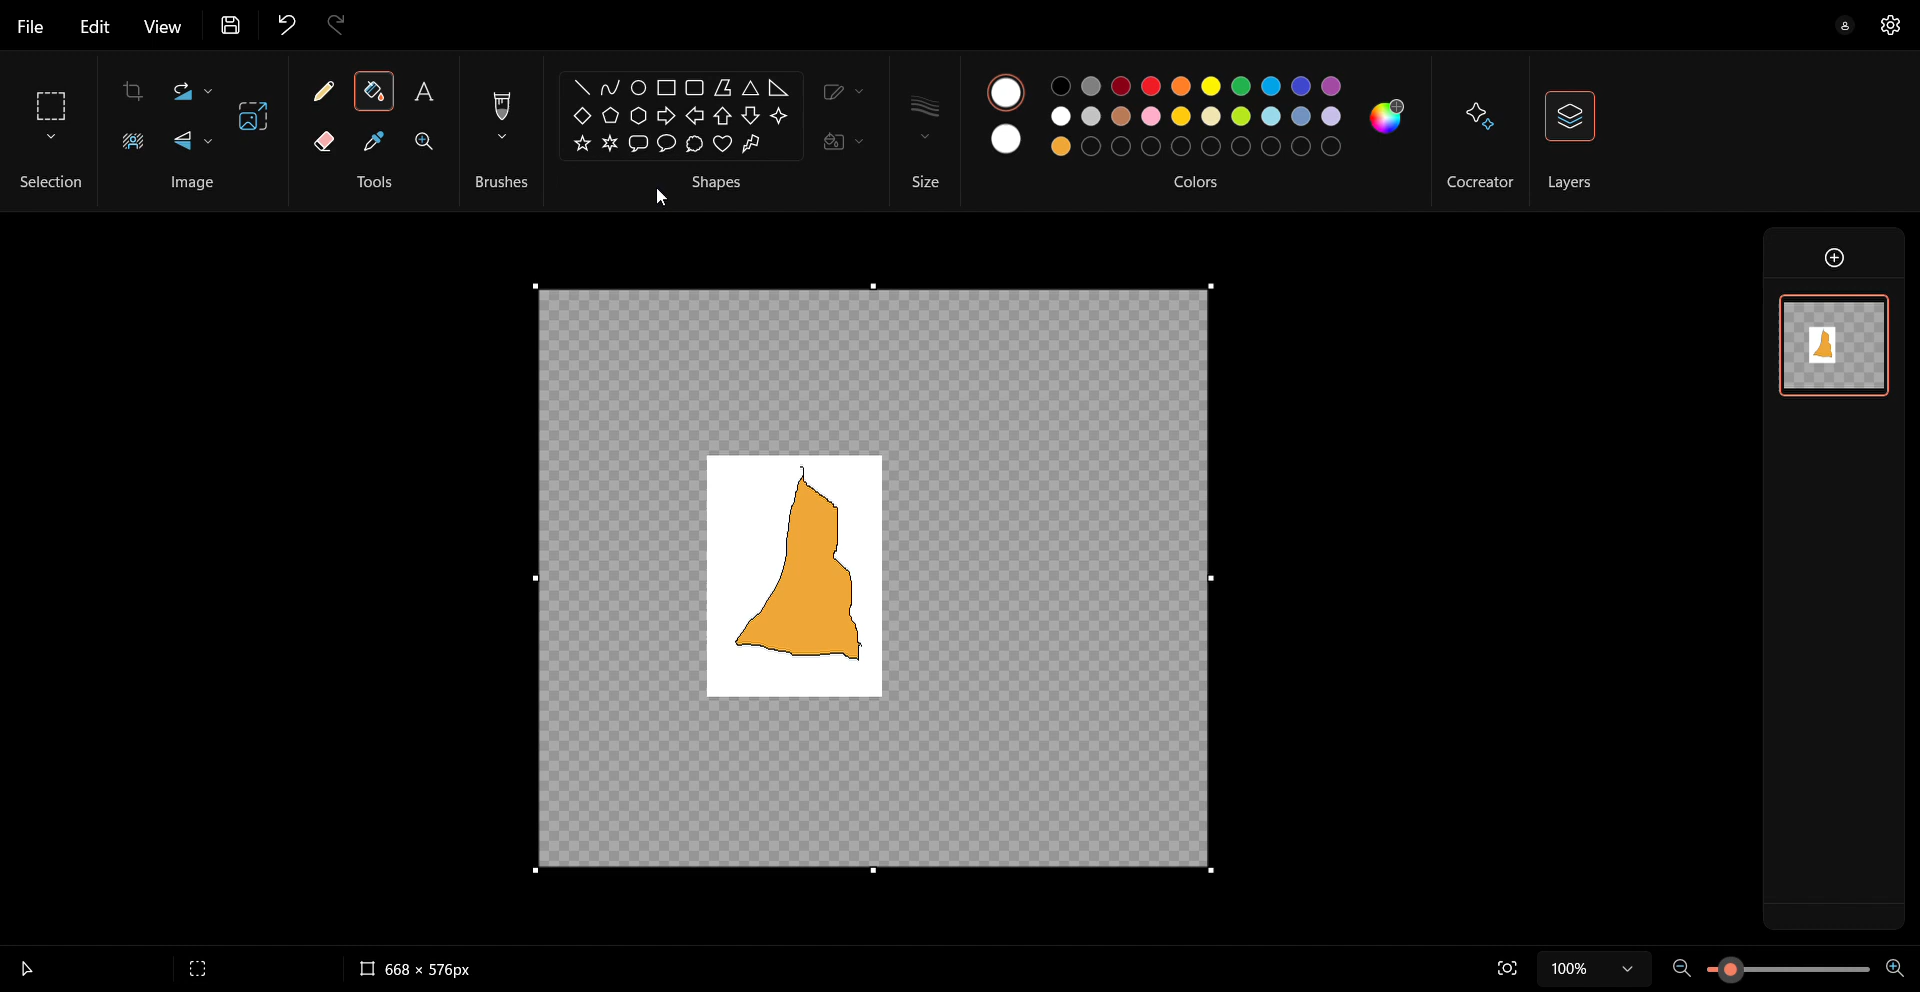 File Edit View
Selection Image Tools Brushes Shapes Size Colors Cocreator Layers
668 × 576px 100%